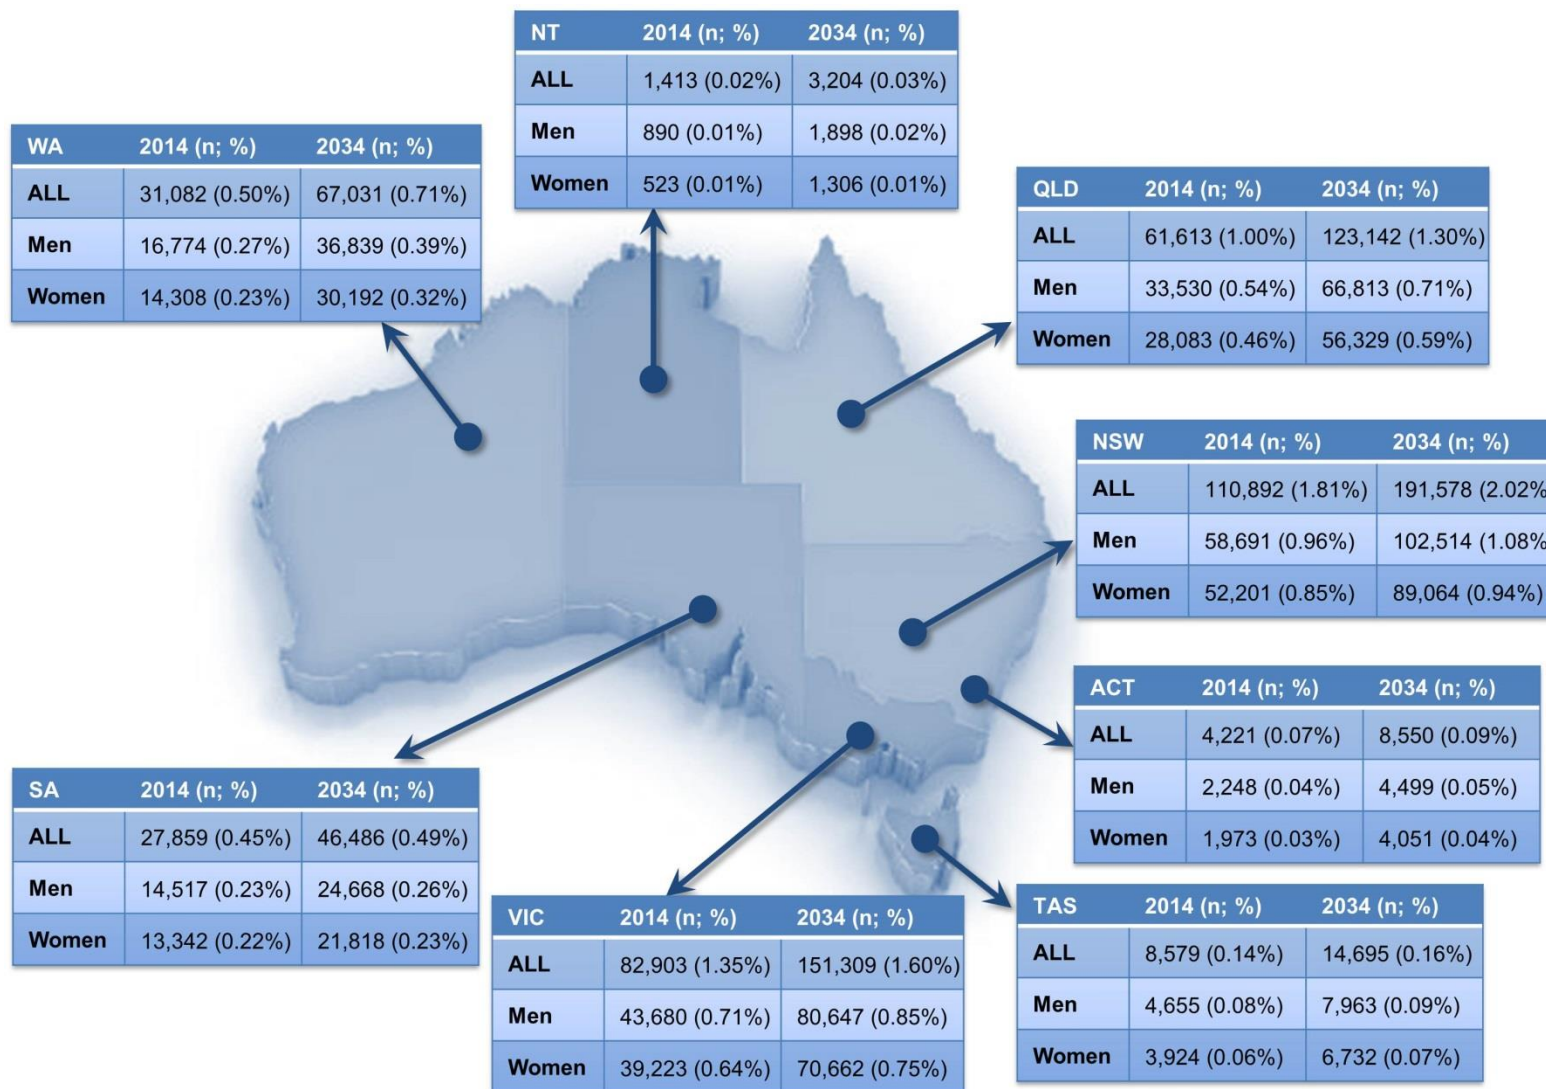 NT 2014 (n; %) 2034 (n; %)
ALL 1,413 (0.02%) 3,204 (0.03%)
Men 890 (0.01%) 1,898 (0.02%)
Women 523 (0.01%) 1,306 (0.01%)
WA 2014 (n; %) 2034 (n; %)
ALL 31,082 (0.50%) 67,031 (0.71%)
Men 16,774 (0.27%) 36,839 (0.39%)
Women 14,308 (0.23%) 30,192 (0.32%)
QLD 2014 (n; %) 2034 (n; %)
ALL 61,613 (1.00%) 123,142 (1.30%)
Men 33,530 (0.54%) 66,813 (0.71%)
Women 28,083 (0.46%) 56,329 (0.59%)
NSW 2014 (n; %) 2034 (n; %)
ALL 110,892 (1.81%) 191,578 (2.02%
Men 58,691 (0.96%) 102,514 (1.08%
Women 52,201 (0.85%) 89,064 (0.94%)
ACT 2014 (n; %) 2034 (n; %)
ALL 4,221 (0.07%) 8,550 (0.09%)
Men 2,248 (0.04%) 4,499 (0.05%)
Women 1,973 (0.03%) 4,051 (0.04%)
SA 2014 (n; %) 2034 (n; %)
ALL 27,859 (0.45%) 46,486 (0.49%)
Men 14,517 (0.23%) 24,668 (0.26%)
Women 13,342 (0.22%) 21,818 (0.23%)
VIC 2014 (n; %) 2034 (n; %)
ALL 82,903 (1.35%) 151,309 (1.60%)
Men 43,680 (0.71%) 80,647 (0.85%)
Women 39,223 (0.64%) 70,662 (0.75%)
TAS 2014 (n; %) 2034 (n; %)
ALL 8,579 (0.14%) 14,695 (0.16%)
Men 4,655 (0.08%) 7,963 (0.09%)
Women 3,924 (0.06%) 6,732 (0.07%)